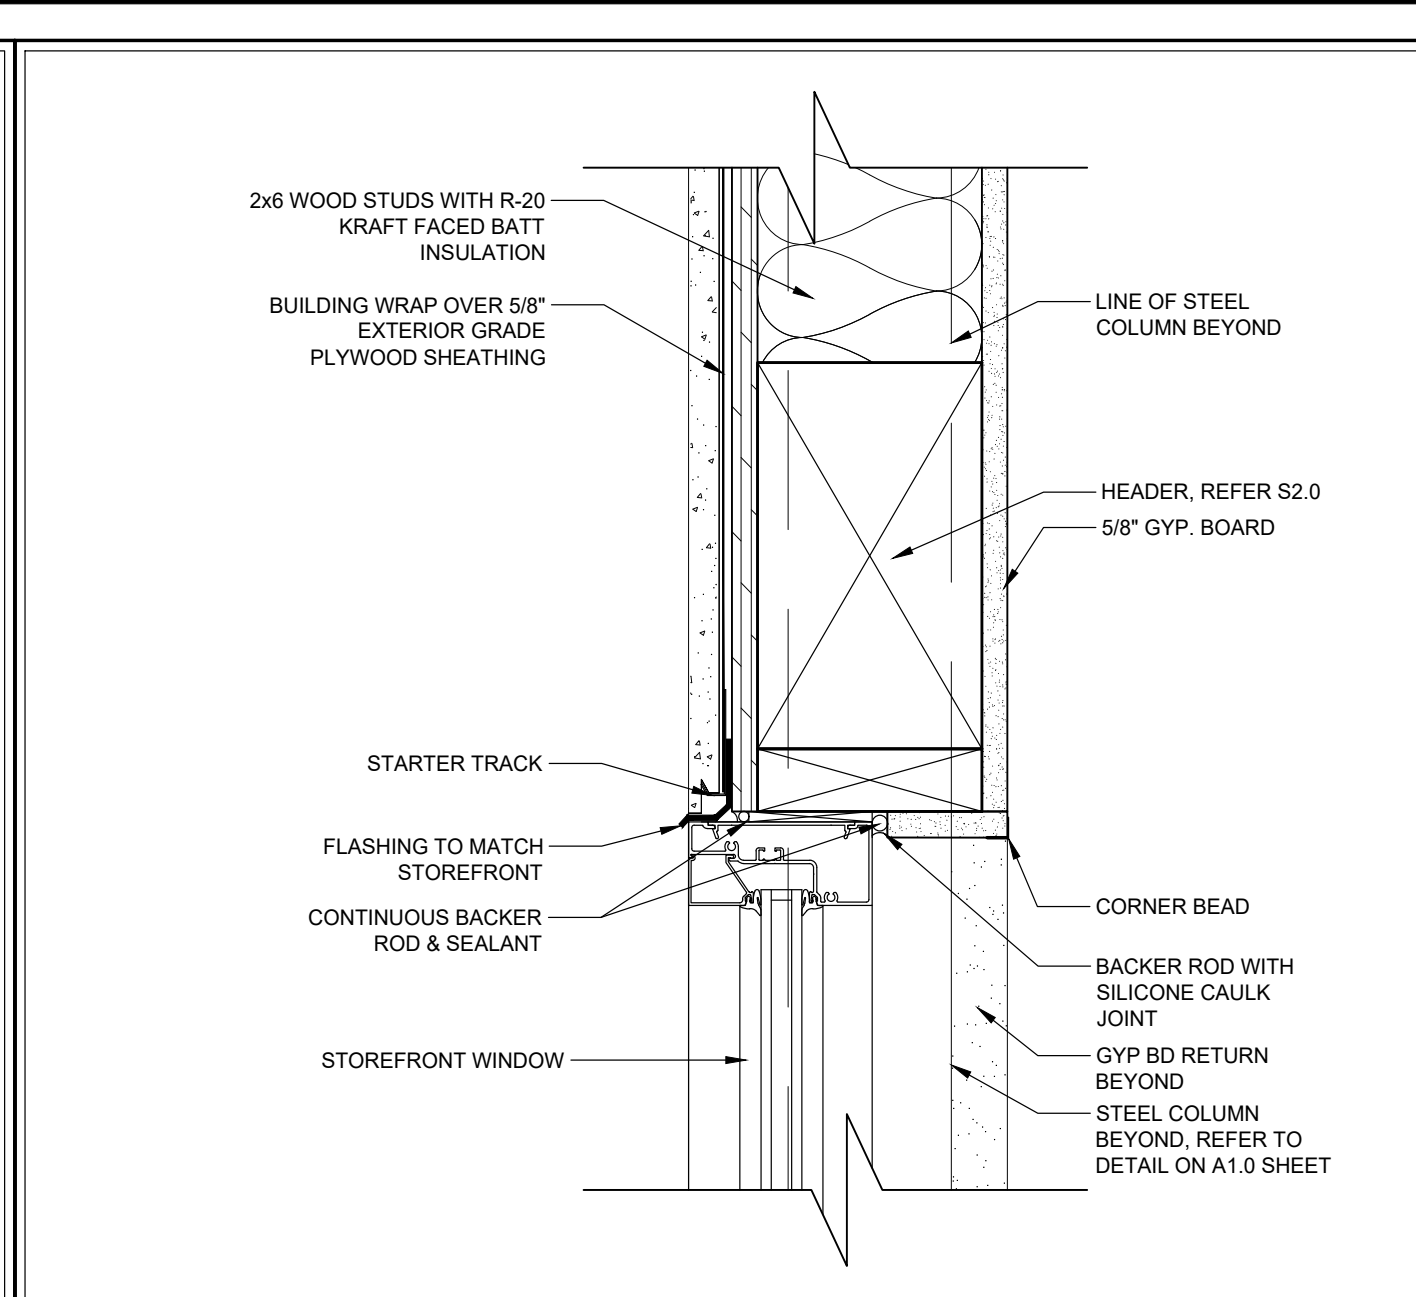 2x6 WOOD STUDS WITH R-20
KRAFT FACED BATT
INSULATION
BUILDING WRAP OVER 5/8"
EXTERIOR GRADE
PLYWOOD SHEATHING
LINE OF STEEL
COLUMN BEYOND
HEADER, REFER S2.0
5/8" GYP. BOARD
STARTER TRACK
FLASHING TO MATCH
STOREFRONT
CONTINUOUS BACKER
ROD & SEALANT
STOREFRONT WINDOW
CORNER BEAD
BACKER ROD WITH
SILICONE CAULK
JOINT
GYP BD RETURN
BEYOND
STEEL COLUMN
BEYOND, REFER TO
DETAIL ON A1.0 SHEET